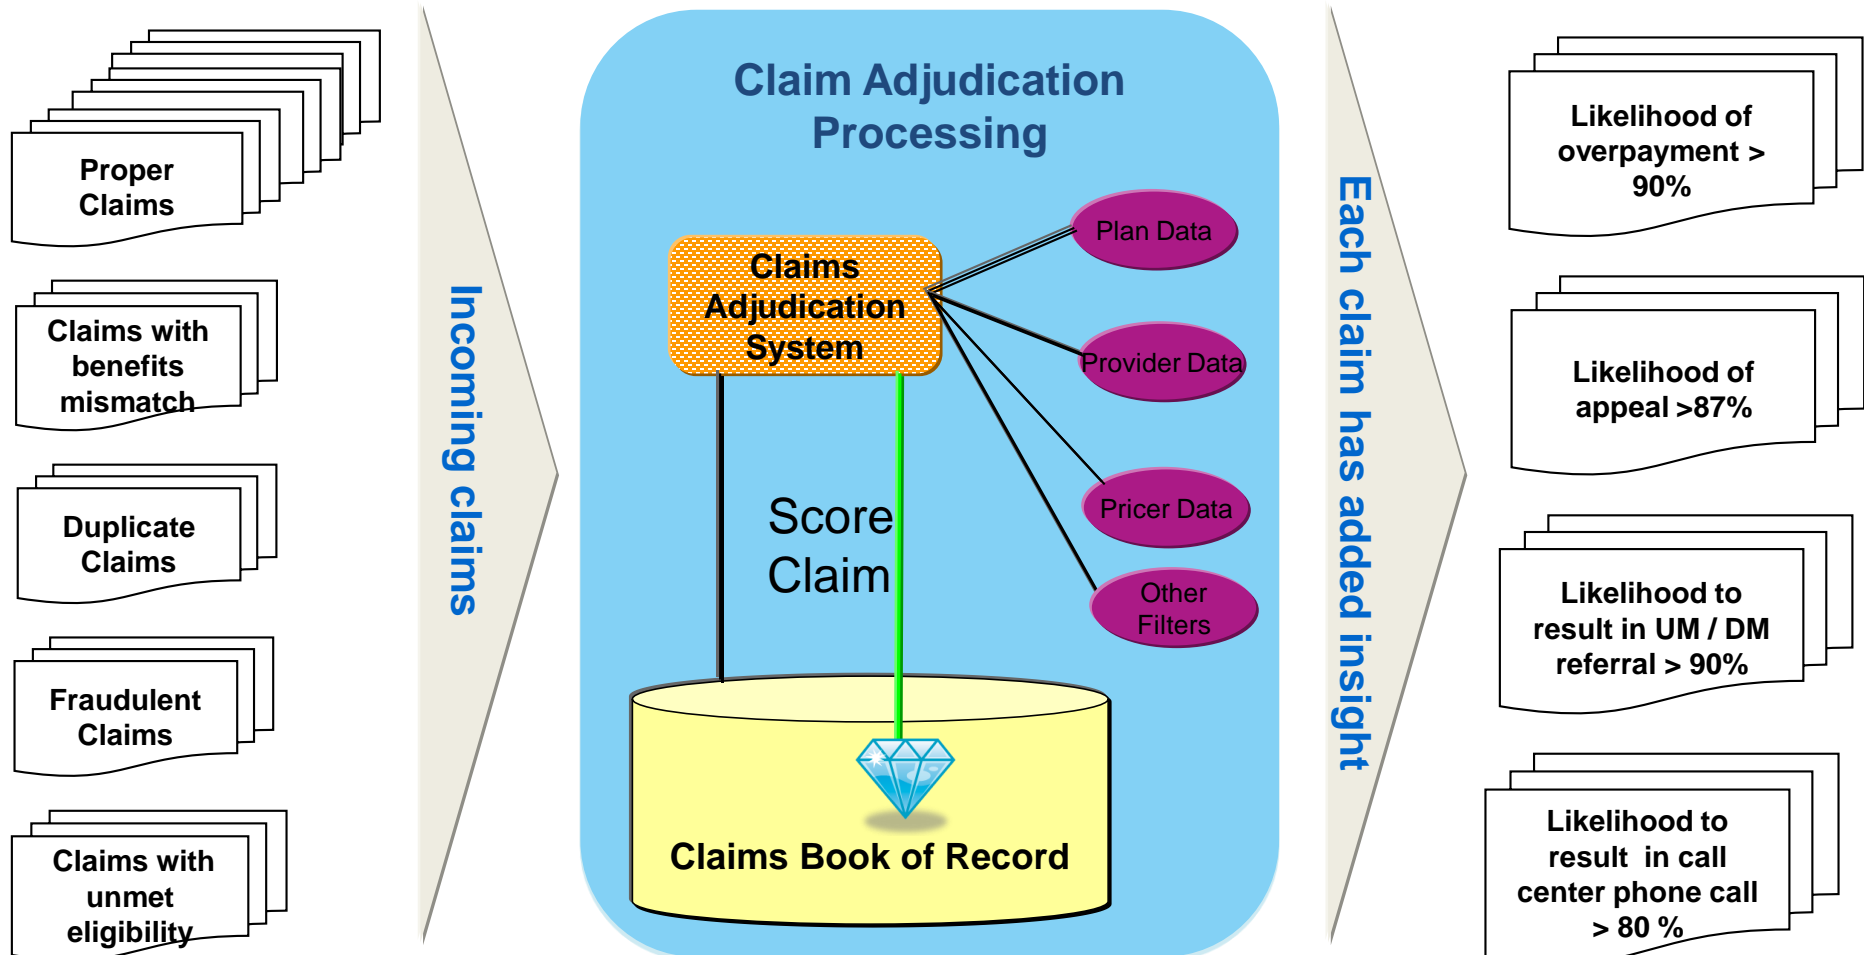 Proper
Claims
Claims with
benefits
mismatch
Duplicate
Claims
Fraudulent
Claims
Claims with
unmet
eligibility
Incoming claims
Claim Adjudication
Processing
Claims
Adjudication
System
Plan Data
Provider Data
Pricer Data
Other
Filters
Score
Claim
Claims Book of Record
Each claim has added insight
Likelihood of
overpayment >
90%
Likelihood of
appeal >87%
Likelihood to
result in UM / DM
referral > 90%
Likelihood to
result in call
center phone call
> 80 %